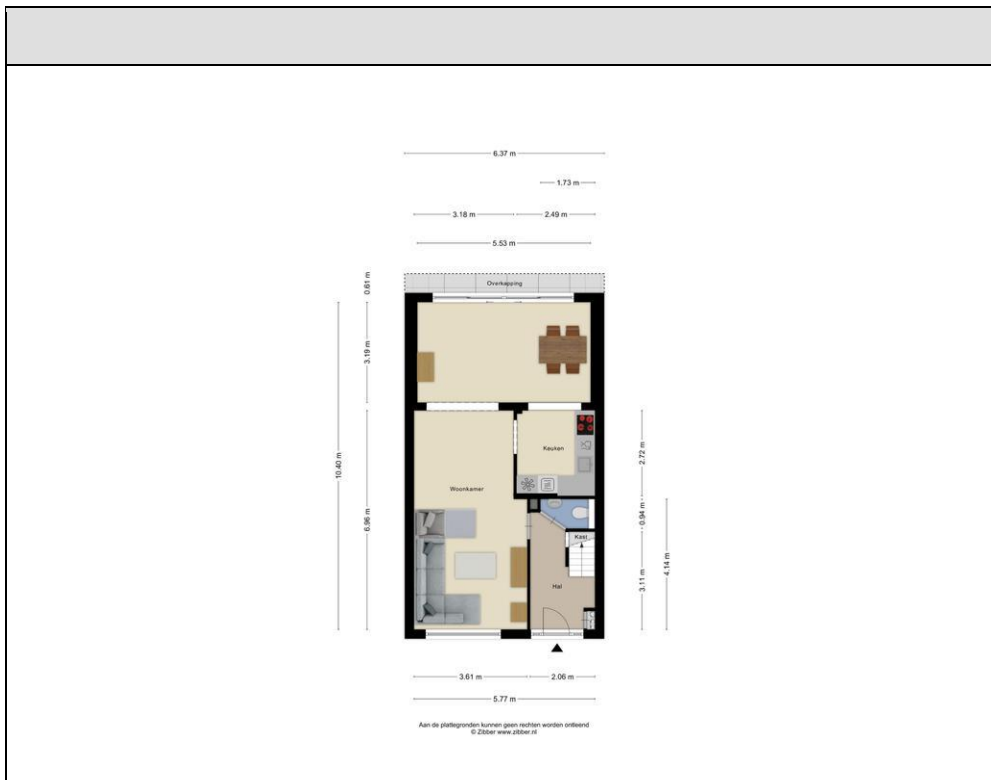 6.37 m
1.73 m
3.18 m
2.49 m
5.53 m
0.61 m
Overkapping
3.19 m
10.40 m
Keuken
2.72 m
Woonkamer
6.96 m
0.94 m
Kast
4.14 m
3.11 m
Hal
3.61 m
2.06 m
5.77 m
Aan de plattegronden kunnen geen rechten worden ontleend
© Zibber www.zibber.nl